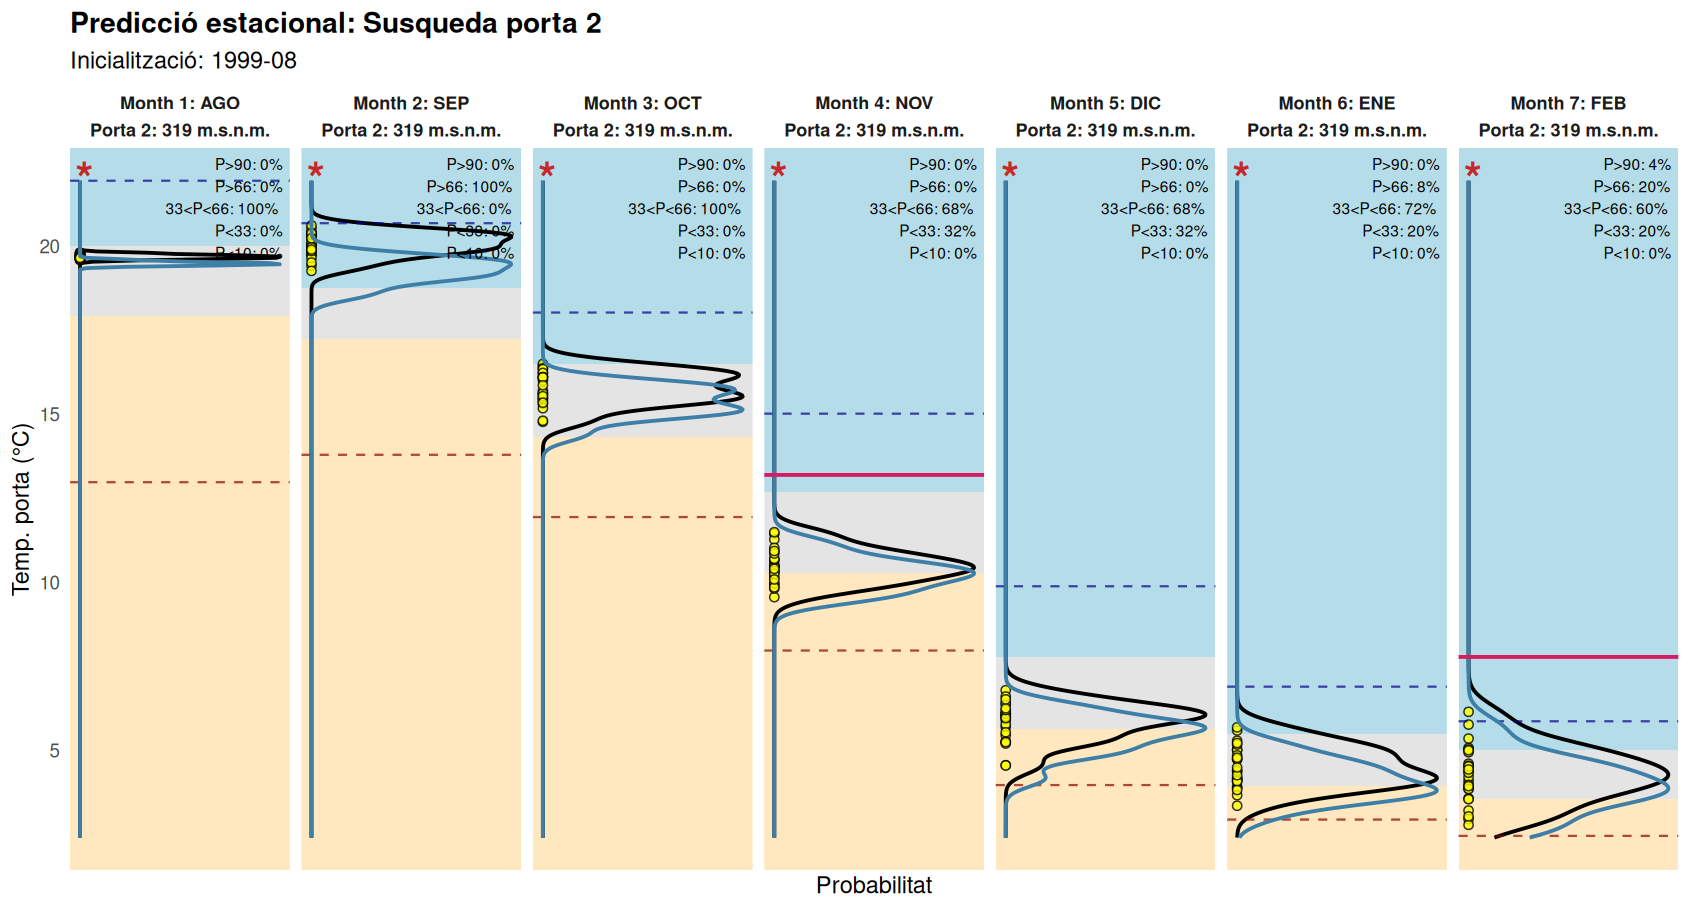 Predicció estacional: Susqueda porta 2
Inicialització: 1999-08
Month 1: AGO
Porta 2: 319 m.s.n.m.
Month 2: SEP
Porta 2: 319 m.s.n.m.
Month 3: OCT
Porta 2: 319 m.s.n.m.
Month 4: NOV
Porta 2: 319 m.s.n.m.
Month 5: DIC
Porta 2: 319 m.s.n.m.
Month 6: ENE
Porta 2: 319 m.s.n.m.
Month 7: FEB
Porta 2: 319 m.s.n.m.
*
P>90: 0%
P>66: 0%
33<P<66: 100%
P<33: 0%
P<10: 0%
*
P>90: 0%
P>66: 100%
33<P<66: 0%
P<33: 0%
P<10: 0%
*
P>90: 0%
P>66: 0%
33<P<66: 100%
P<33: 0%
P<10: 0%
*
P>90: 0%
P>66: 0%
33<P<66: 68%
P<33: 32%
P<10: 0%
*
P>90: 0%
P>66: 0%
33<P<66: 68%
P<33: 32%
P<10: 0%
*
P>90: 0%
P>66: 8%
33<P<66: 72%
P<33: 20%
P<10: 0%
*
P>90: 4%
P>66: 20%
33<P<66: 60%
P<33: 20%
P<10: 0%
20
15
10
5
Temp. porta (°C)
Probabilitat